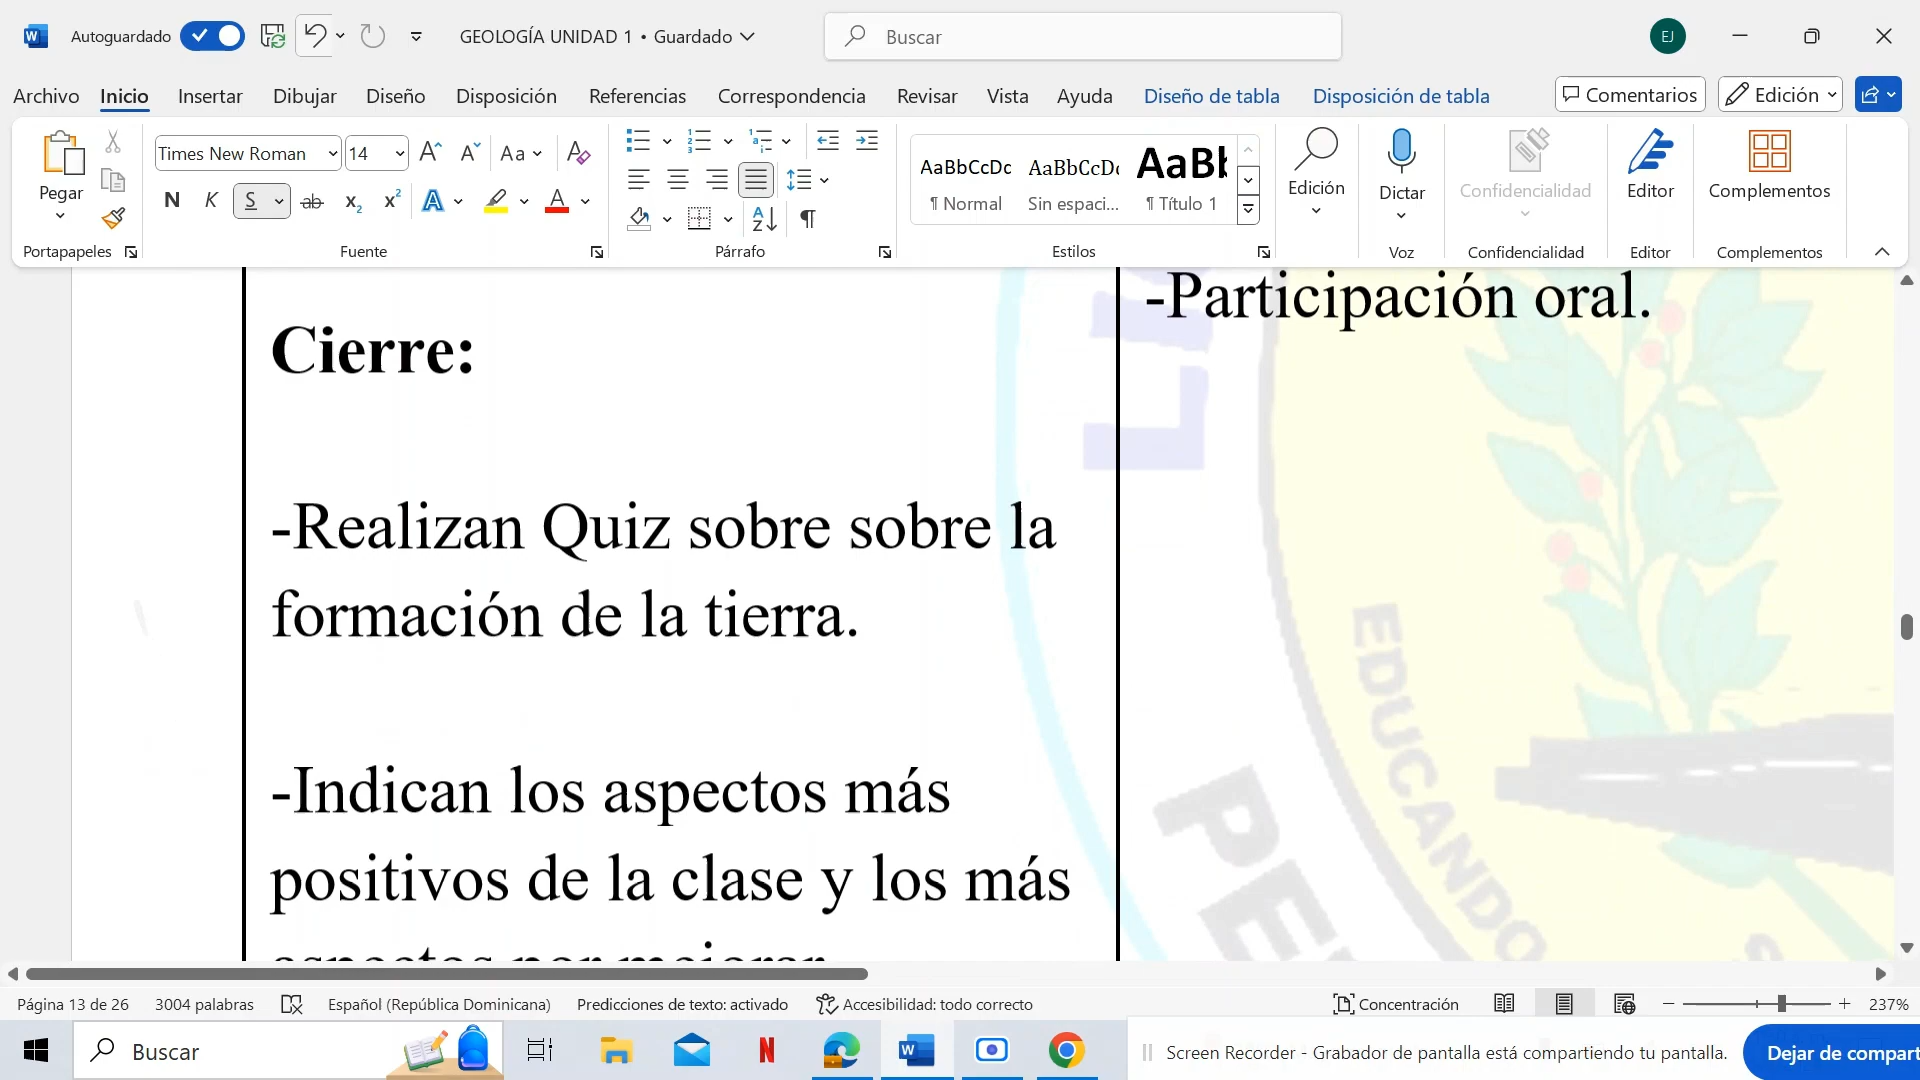 Autoguardado GEOLOGÍA UNIDAD 1 • Guardado Buscar EJ
Archivo Inicio Insertar Dibujar Diseño Disposición Referencias Correspondencia Revisar Vista Ayuda Diseño de tabla Disposición de tabla Comentarios Edición
Pegar Times New Roman 14 Aa AaBbCcDc AaBbCcDc AaBb Edición Dictar Confidencialidad Editor Complementos
N K S ab x₂ x² A A ¶ Normal Sin espaci... ¶ Título 1
Portapapeles Fuente Párrafo Estilos Voz Confidencialidad Editor Complementos
-Participación oral.
Cierre:
-Realizan Quiz sobre sobre la
formación de la tierra.
-Indican los aspectos más
positivos de la clase y los más
aspectos por mejorar
EDUCANDO
Página 13 de 26 3004 palabras Español (República Dominicana) Predicciones de texto: activado Accesibilidad: todo correcto Concentración 237%
Buscar Screen Recorder - Grabador de pantalla está compartiendo tu pantalla. Dejar de compart